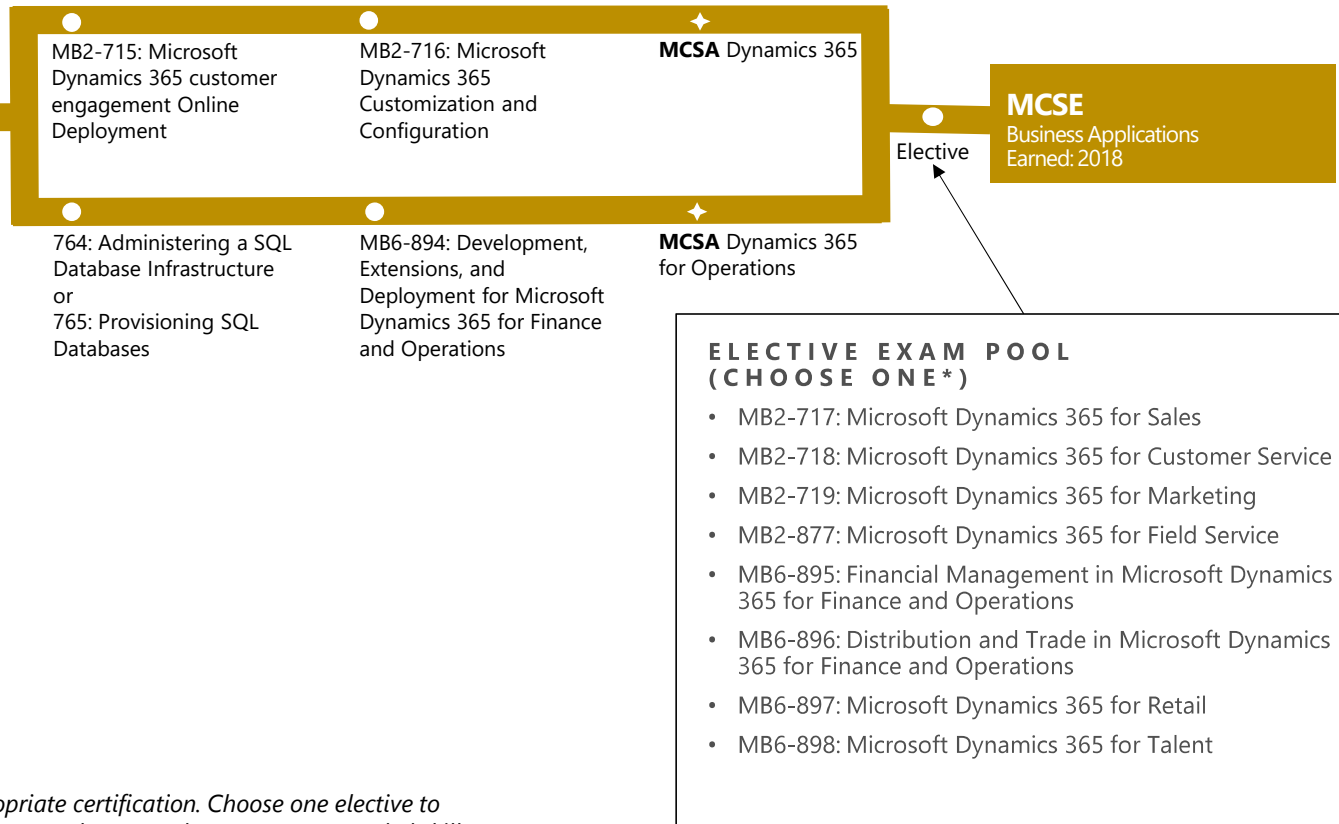 MB2-715: Microsoft
Dynamics 365 customer
engagement Online
Deployment
MB2-716: Microsoft
Dynamics 365
Customization and
Configuration
MCSA Dynamics 365
Elective
MCSE
Business Applications
Earned: 2018
764: Administering a SQL
Database Infrastructure
or
765: Provisioning SQL
Databases
MB6-894: Development,
Extensions, and
Deployment for Microsoft
Dynamics 365 for Finance
and Operations
MCSA Dynamics 365
for Operations
ELECTIVE EXAM POOL
(CHOOSE ONE*)
• MB2-717: Microsoft Dynamics 365 for Sales
• MB2-718: Microsoft Dynamics 365 for Customer Service
• MB2-719: Microsoft Dynamics 365 for Marketing
• MB2-877: Microsoft Dynamics 365 for Field Service
• MB6-895: Financial Management in Microsoft Dynamics
365 for Finance and Operations
• MB6-896: Distribution and Trade in Microsoft Dynamics
365 for Finance and Operations
• MB6-897: Microsoft Dynamics 365 for Retail
• MB6-898: Microsoft Dynamics 365 for Talent
opriate certification. Choose one elective to